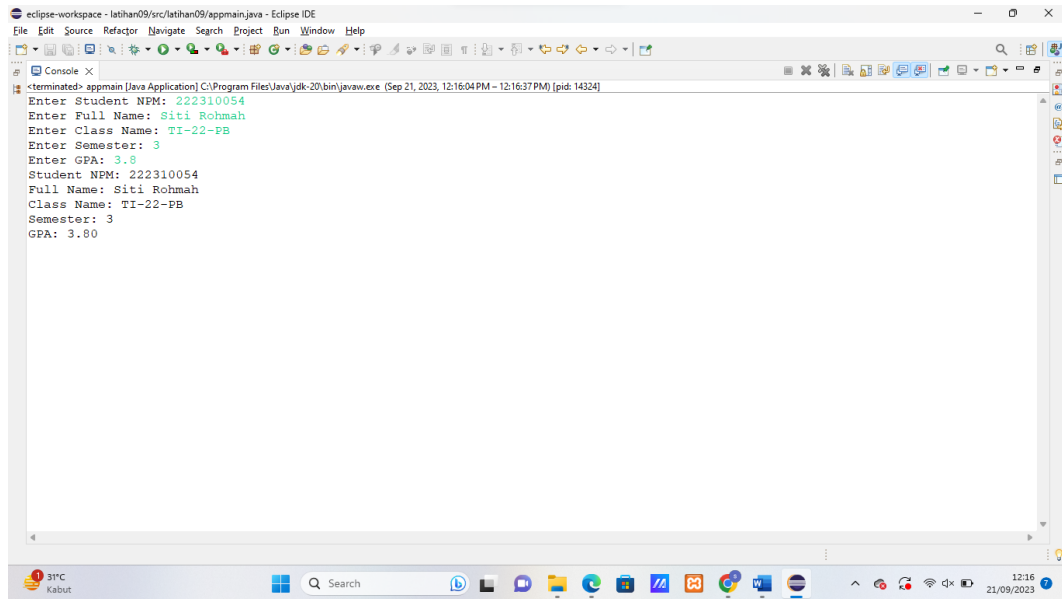 eclipse-workspace - latihan09/src/latihan09/appmain.java - Eclipse IDE
File Edit Source Refactor Navigate Search Project Run Window Help
Console
<terminated> appmain [Java Application] C:\Program Files\Java\jdk-20\bin\javaw.exe (Sep 21, 2023, 12:16:04 PM – 12:16:37 PM) [pid: 14324]
Enter Student NPM: 222310054
Enter Full Name: Siti Rohmah
Enter Class Name: TI-22-PB
Enter Semester: 3
Enter GPA: 3.8
Student NPM: 222310054
Full Name: Siti Rohmah
Class Name: TI-22-PB
Semester: 3
GPA: 3.80
1
31°C
Kabut
Search
12:16
21/09/2023
7